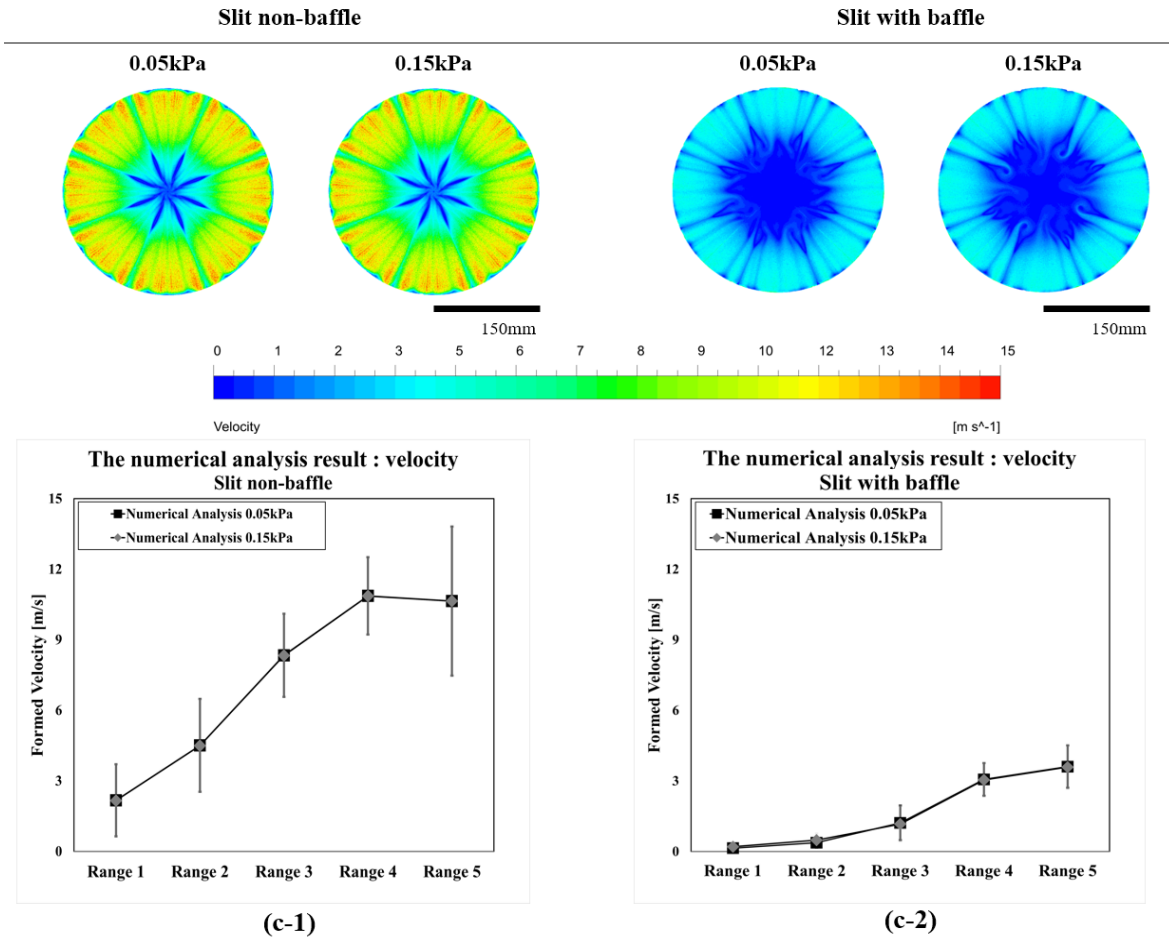 Slit non-baffle
Slit with baffle
0.05kPa
0.15kPa
0.05kPa
0.15kPa
150mm
150mm
0 1 2 3 4 5 6 7 8 9 10 12 13 14 15
Velocity
[m s^-1]
The numerical analysis result : velocity
Slit non-baffle
15
12
9
6
3
0
Formed Velocity [m/s]
Numerical Analysis 0.05kPa
Numerical Analysis 0.15kPa
Range 1 Range 2 Range 3 Range 4 Range 5
(c-1)
The numerical analysis result : velocity
Slit with baffle
15
12
9
6
3
0
Formed Velocity [m/s]
Numerical Analysis 0.05kPa
Numerical Analysis 0.15kPa
Range 1 Range 2 Range 3 Range 4 Range 5
(c-2)